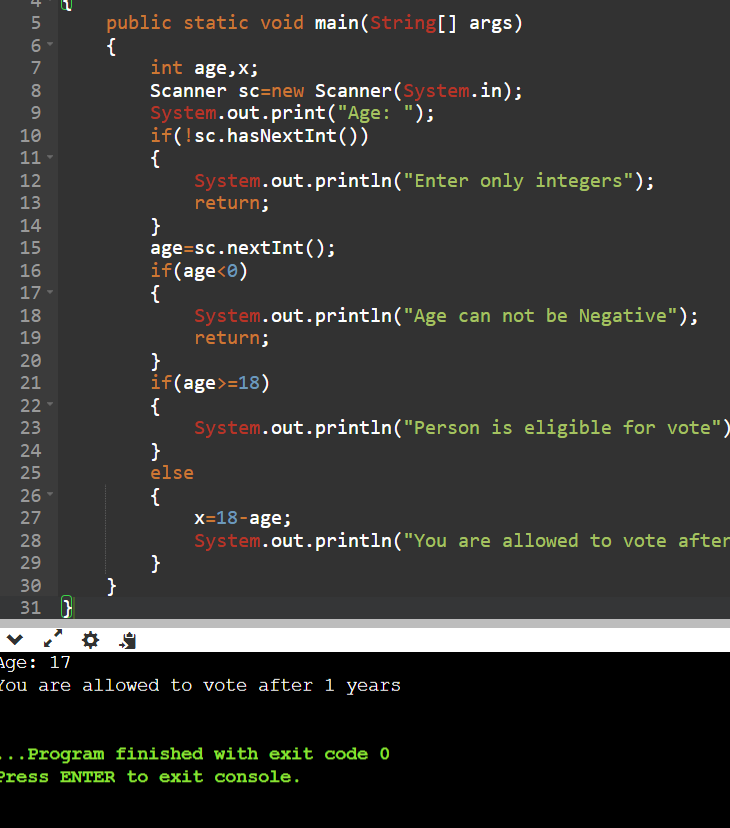 4 {
5 public static void main(String[] args)
6 {
7 int age,x;
8 Scanner sc=new Scanner(System.in);
9 System.out.print("Age: ");
10 if(!sc.hasNextInt())
11 {
12 System.out.println("Enter only integers");
13 return;
14 }
15 age=sc.nextInt();
16 if(age<0)
17 {
18 System.out.println("Age can not be Negative");
19 return;
20 }
21 if(age>=18)
22 {
23 System.out.println("Person is eligible for vote")
24 }
25 else
26 {
27 x=18-age;
28 System.out.println("You are allowed to vote after
29 }
30 }
31 }
Age: 17
You are allowed to vote after 1 years
...Program finished with exit code 0
Press ENTER to exit console.